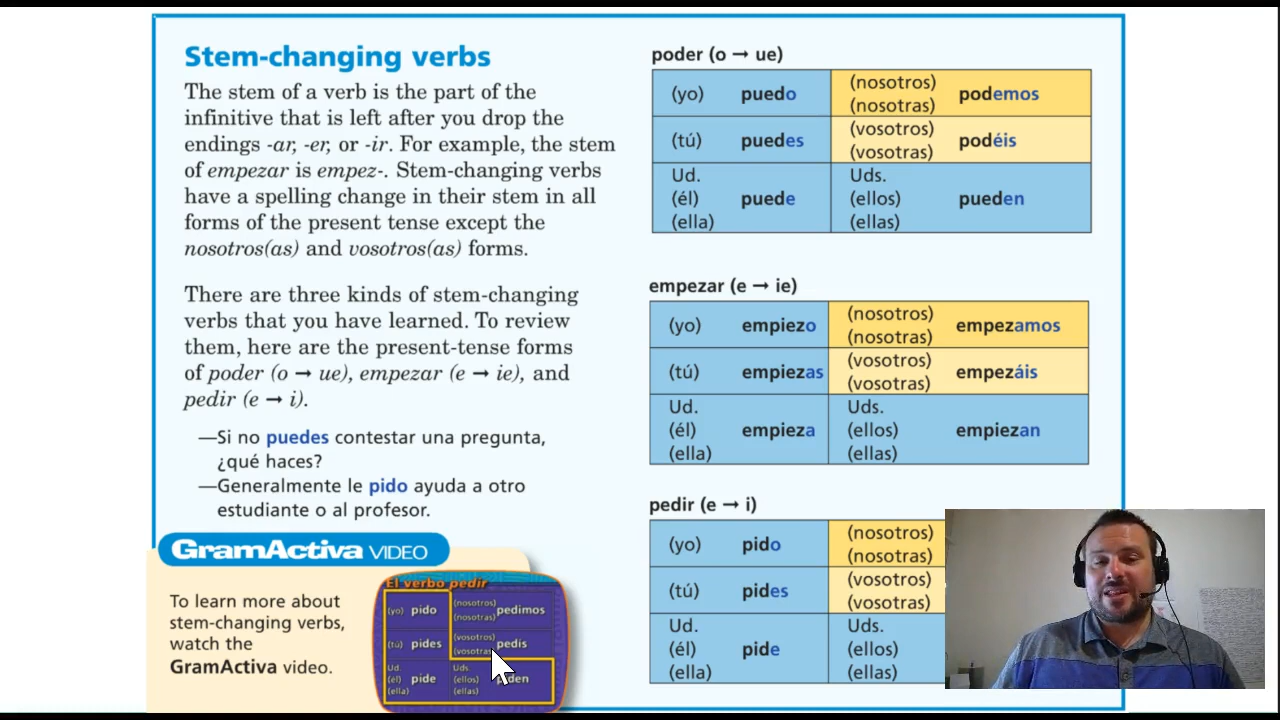 Stem-changing verbs
The stem of a verb is the part of the
infinitive that is left after you drop the
endings -ar, -er, or -ir. For example, the stem
of empezar is empez-. Stem-changing verbs
have a spelling change in their stem in all
forms of the present tense except the
nosotros(as) and vosotros(as) forms.
There are three kinds of stem-changing
verbs that you have learned. To review
them, here are the present-tense forms
of poder (o → ue), empezar (e → ie), and
pedir (e → i).
—Si no puedes contestar una pregunta,
¿qué haces?
—Generalmente le pido ayuda a otro
estudiante o al profesor.
GramActiva VIDEO
To learn more about
stem-changing verbs,
watch the
GramActiva video.
El verbo pedir
(yo) pido
(nosotros)
(nosotras) pedimos
(tú) pides
(vosotros)
pedís
Ud.
(él) pide
(ella)
Uds.
(ellos)
(ellas)
poder (o → ue)
(yo) puedo
(nosotros)
(nosotras) podemos
(tú) puedes
(vosotros)
(vosotras) podéis
Ud.
(él) puede
(ella)
Uds.
(ellos) pueden
(ellas)
empezar (e → ie)
(yo) empiezo
(nosotros)
(nosotras) empezamos
(tú) empiezas
(vosotros)
(vosotras) empezáis
Ud.
(él) empieza
(ella)
Uds.
(ellos) empiezan
(ellas)
pedir (e → i)
(yo) pido
(nosotros)
(nosotras)
(tú) pides
(vosotros)
(vosotras)
Ud.
(él) pide
(ella)
Uds.
(ellos)
(ellas)